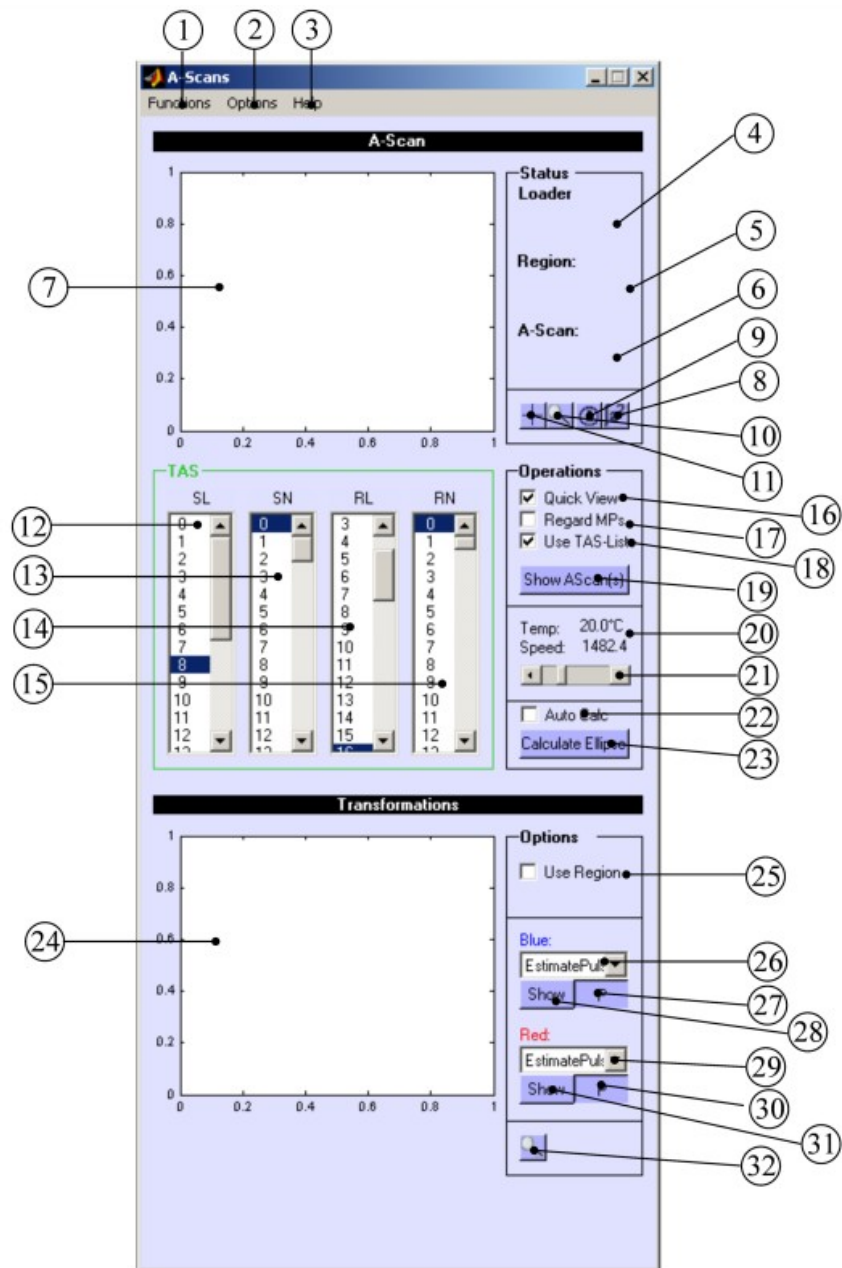 1 2 3
A-Scans
Functions Options Help
A-Scan
1
0.8
0.6
0.4
0.2
0
0 0.2 0.4 0.6 0.8 1
7
Status
Loader
Region:
A-Scan:
4
5
6
9
8
10
11
TAS
SL SN RL RN
0 0 3 0
1 1 4 1
2 2 5 2
3 3 6 3
4 4 7 4
5 5 8 5
6 6 9 6
7 7 10 7
8 8 11 8
9 9 12 9
10 10 13 10
11 11 14 11
12 12 15 12
13 13 16 13
12
13
14
15
Operations
Quick View
Regard MPs
Use TAS-List
Show AScan(s)
Temp: 20.0°C
Speed: 1482.4
Auto Calc
Calculate Ellipse
16
17
18
19
20
21
22
23
Transformations
1
0.8
0.6
0.4
0.2
0
0 0.2 0.4 0.6 0.8 1
24
Options
Use Region
Blue:
EstimatePuls
Show P
Red:
EstimatePuls
Show P
25
26
27
28
29
30
31
32